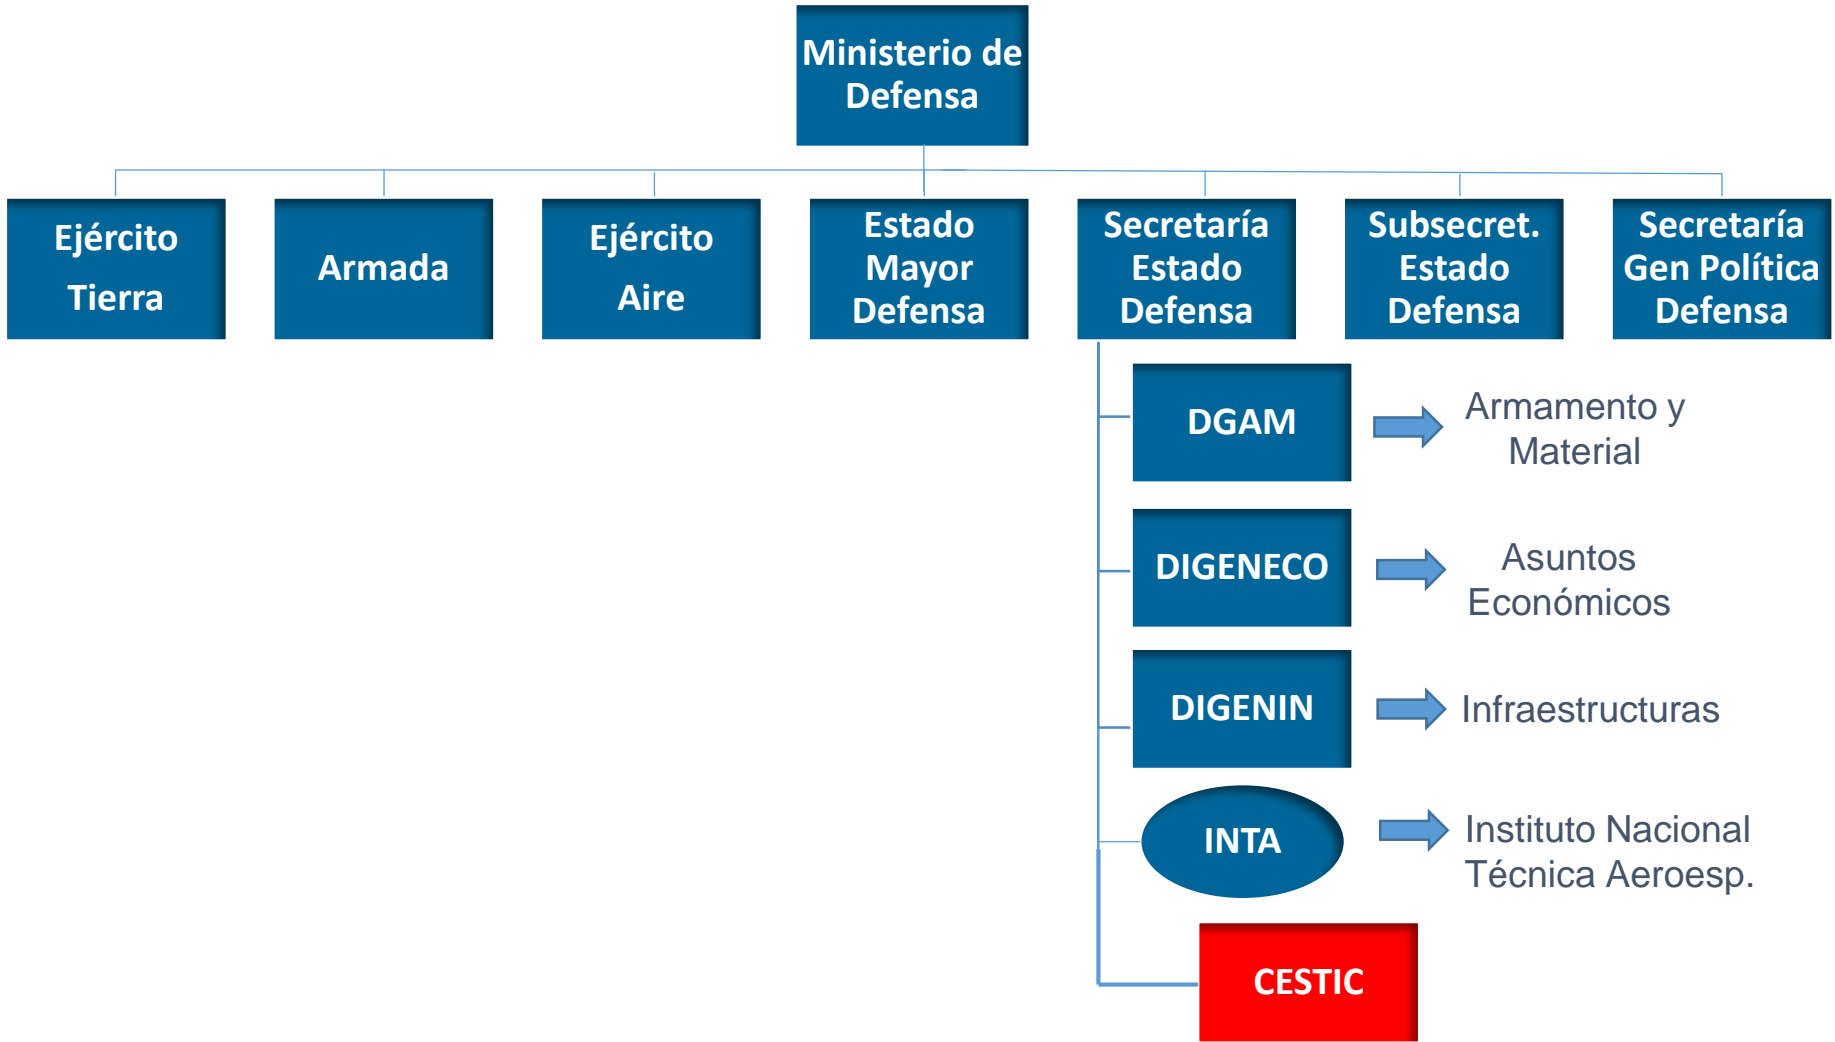 Ministerio de
Defensa
Ejército
Tierra
Armada
Ejército
Aire
Estado
Mayor
Defensa
Secretaría
Estado
Defensa
Subsecret.
Estado
Defensa
Secretaría
Gen Política
Defensa
DGAM
Armamento y
Material
DIGENECO
Asuntos
Económicos
DIGENIN
Infraestructuras
INTA
Instituto Nacional
Técnica Aeroesp.
CESTIC